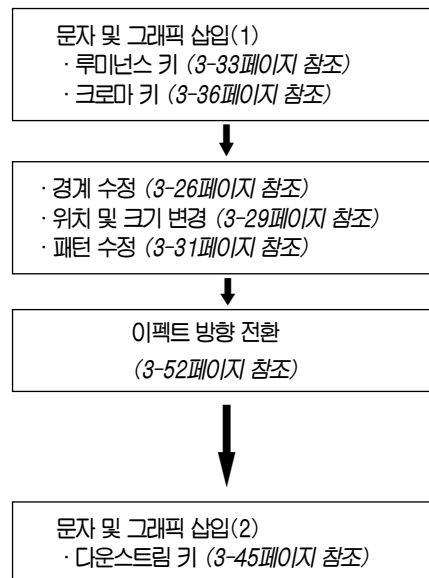 문자 및 그래픽 삽입(1)
· 루미넌스 키 (3-33페이지 참조)
· 크로마 키 (3-36페이지 참조)
· 경계 수정 (3-26페이지 참조)
· 위치 및 크기 변경 (3-29페이지 참조)
· 패턴 수정 (3-31페이지 참조)
이펙트 방향 전환
(3-52페이지 참조)
문자 및 그래픽 삽입(2)
· 다운스트림 키 (3-45페이지 참조)